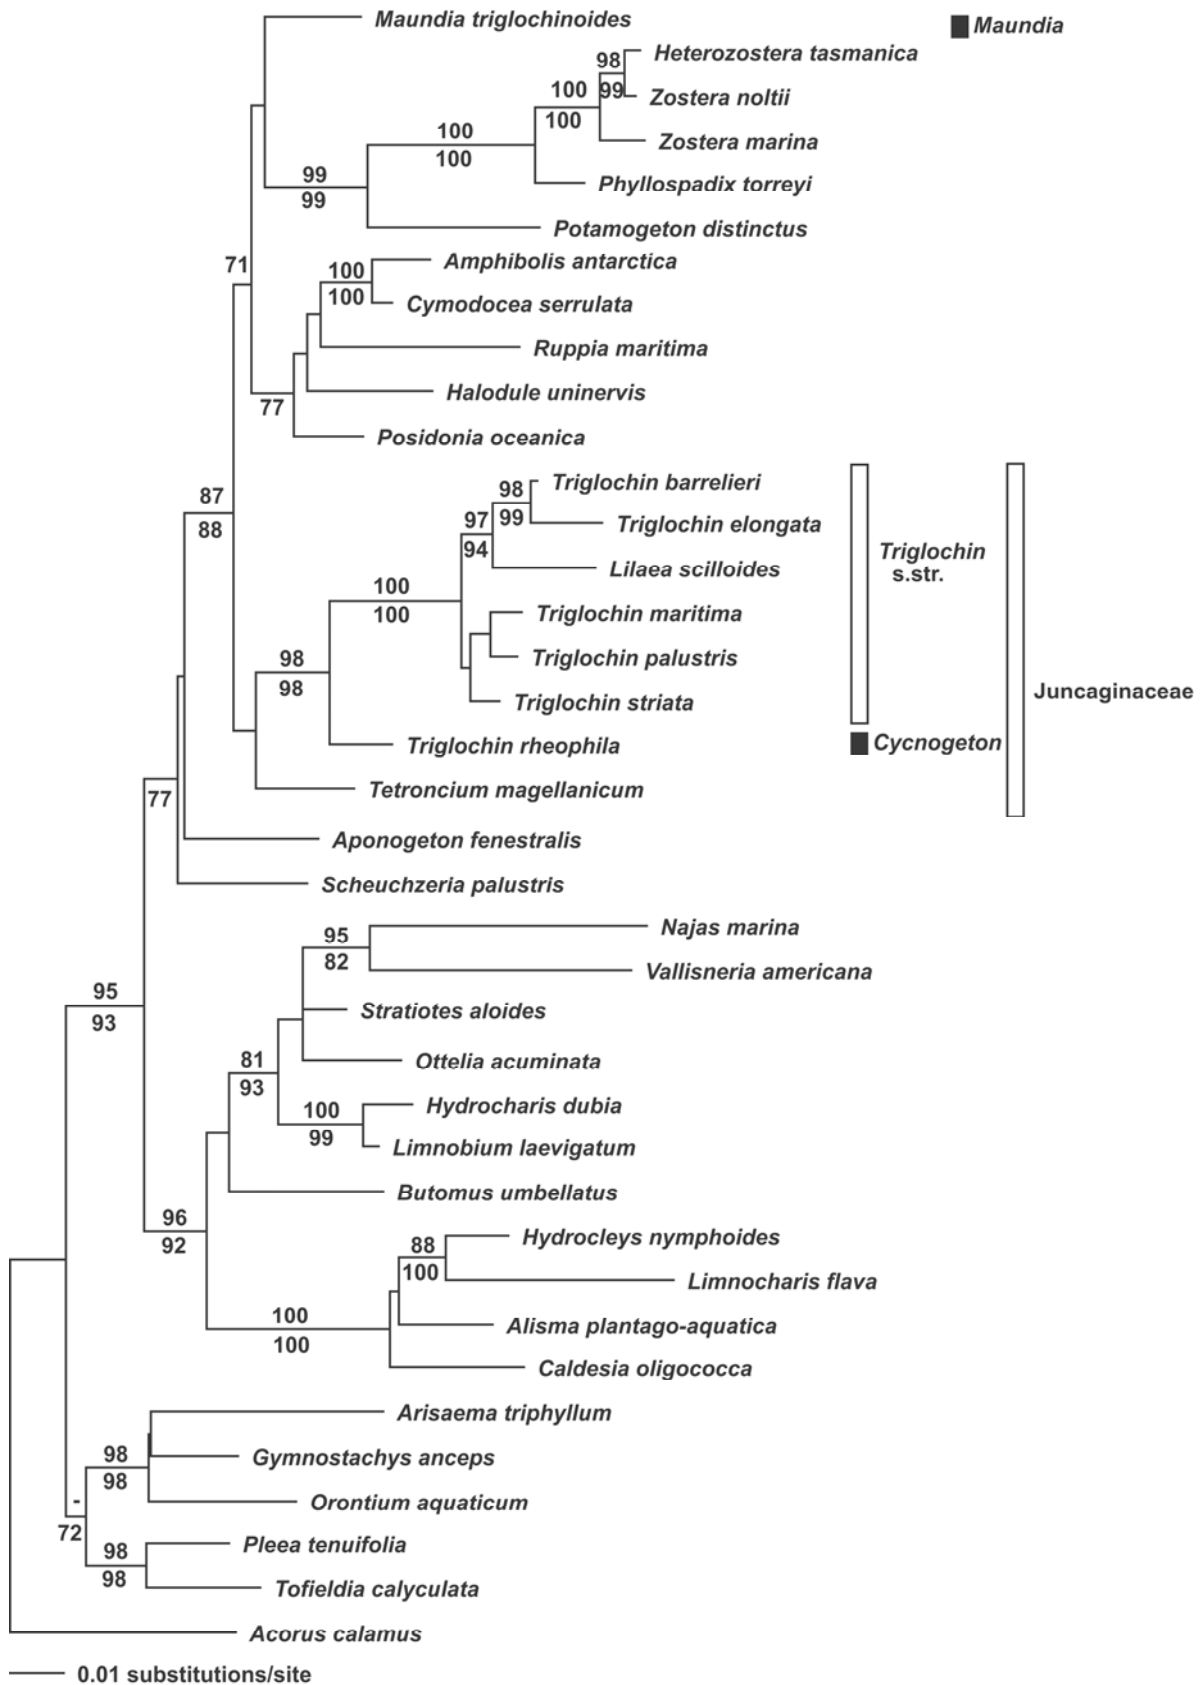 Maundia triglochinoides
Maundia
Heterozostera tasmanica
98
99
Zostera noltii
100
100
Zostera marina
100
100
Phyllospadix torreyi
99
99
Potamogeton distinctus
71
Amphibolis antarctica
100
100
Cymodocea serrulata
Ruppia maritima
Halodule uninervis
77
Posidonia oceanica
Triglochin barrelieri
98
99
87
88
Triglochin elongata
97
94
Triglochin
s.str.
Lilaea scilloides
100
100
Triglochin maritima
Triglochin palustris
98
98
Juncaginaceae
Triglochin striata
Triglochin rheophila
Cycnogeton
Tetroncium magellanicum
77
Aponogeton fenestralis
Scheuchzeria palustris
Najas marina
95
82
Vallisneria americana
95
93
Stratiotes aloides
Ottelia acuminata
81
93
Hydrocharis dubia
100
99
Limnobium laevigatum
Butomus umbellatus
96
92
Hydrocleys nymphoides
88
100
Limnocharis flava
100
100
Alisma plantago-aquatica
Caldesia oligococca
Arisaema triphyllum
98
98
Gymnostachys anceps
Orontium aquaticum
-
72
Pleea tenuifolia
98
98
Tofieldia calyculata
Acorus calamus
0.01 substitutions/site